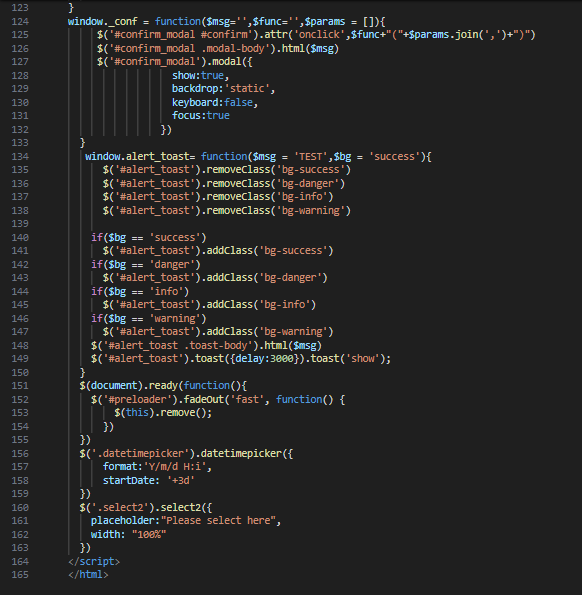 123 }
124 window._conf = function($msg='',$func='',$params = []){
125 $('#confirm_modal #confirm').attr('onclick',$func+"("+$params.join(',')+")")
126 $('#confirm_modal .modal-body').html($msg)
127 $('#confirm_modal').modal({
128 show:true,
129 backdrop:'static',
130 keyboard:false,
131 focus:true
132 })
133 }
134 window.alert_toast= function($msg = 'TEST',$bg = 'success'){
135 $('#alert_toast').removeClass('bg-success')
136 $('#alert_toast').removeClass('bg-danger')
137 $('#alert_toast').removeClass('bg-info')
138 $('#alert_toast').removeClass('bg-warning')
139
140 if($bg == 'success')
141 $('#alert_toast').addClass('bg-success')
142 if($bg == 'danger')
143 $('#alert_toast').addClass('bg-danger')
144 if($bg == 'info')
145 $('#alert_toast').addClass('bg-info')
146 if($bg == 'warning')
147 $('#alert_toast').addClass('bg-warning')
148 $('#alert_toast .toast-body').html($msg)
149 $('#alert_toast').toast({delay:3000}).toast('show');
150 }
151 $(document).ready(function(){
152 $('#preloader').fadeOut('fast', function() {
153 $(this).remove();
154 })
155 })
156 $('.datetimepicker').datetimepicker({
157 format:'Y/m/d H:i',
158 startDate: '+3d'
159 })
160 $('.select2').select2({
161 placeholder:"Please select here",
162 width: "100%"
163 })
164 </script>
165 </html>